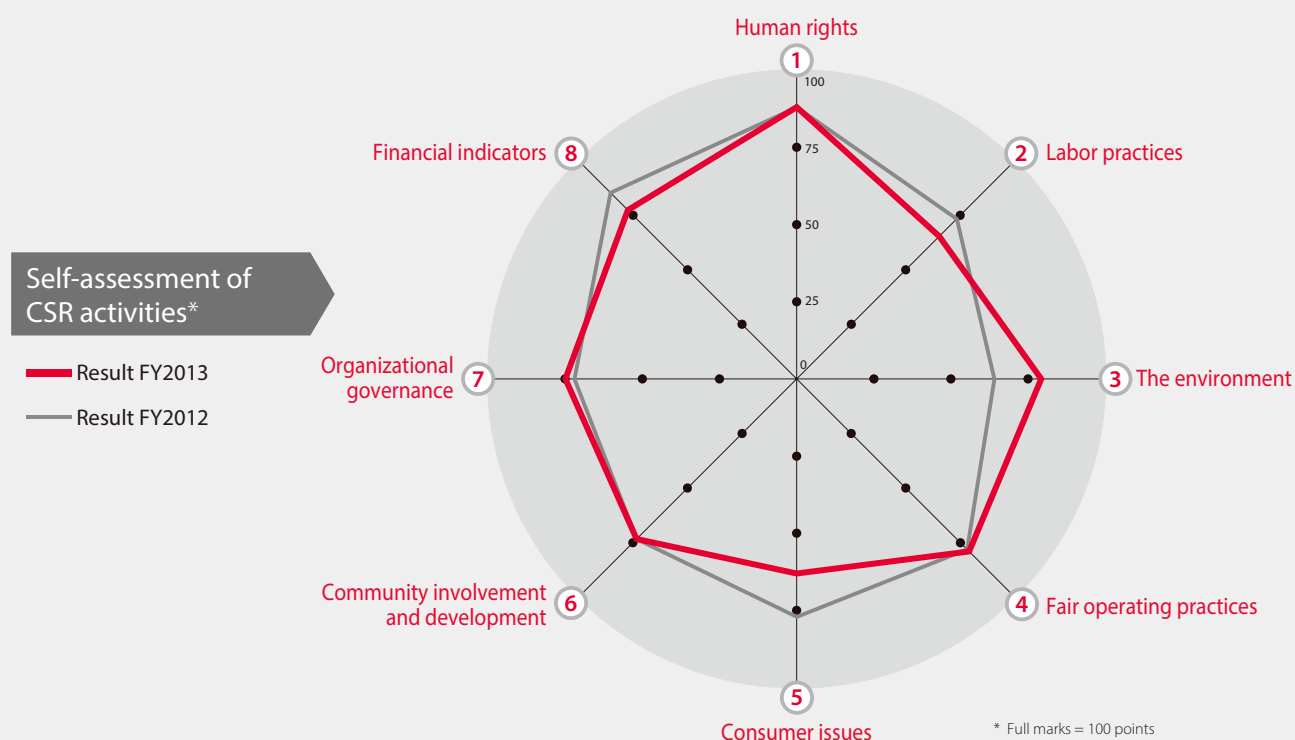 Human rights
1
100
2
Labor practices
Financial indicators
8
75
50
Self-assessment of
CSR activities*
25
Result FY2013
0
Organizational
governance
7
3
The environment
Result FY2012
Community involvement
and development
6
4
Fair operating practices
5
Consumer issues
* Full marks = 100 points